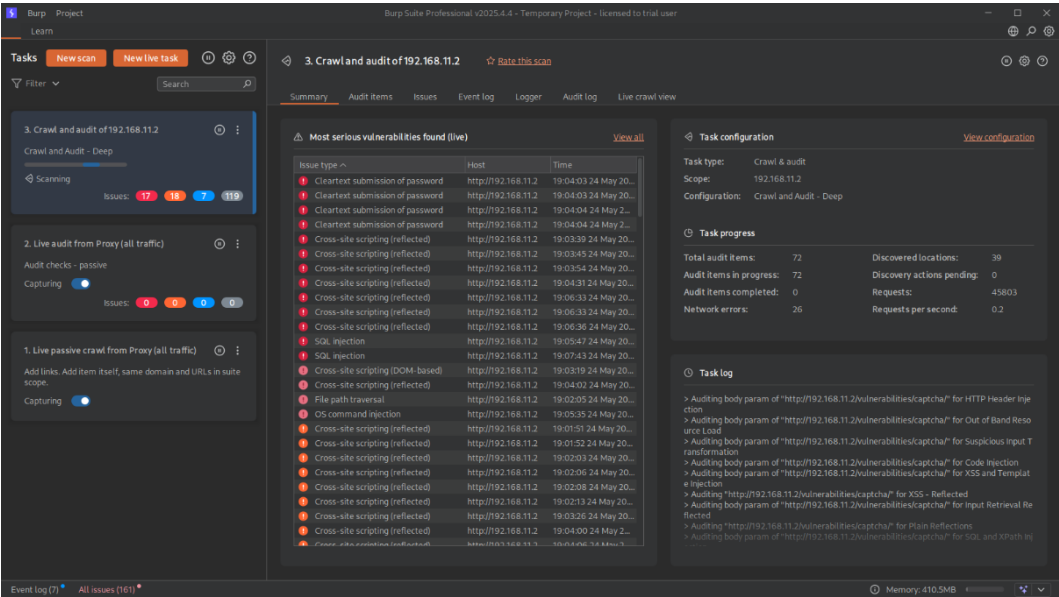 Burp Project
Burp Suite Professional v2025.4.4 - Temporary Project - licensed to trial user
Learn
Tasks
New scan
New live task
Filter
Search
3. Crawl and audit of 192.168.11.2
Crawl and Audit - Deep
Scanning
Issues: 17 18 7 119
2. Live audit from Proxy (all traffic)
Audit checks - passive
Capturing
Issues: 0 0 0 0
1. Live passive crawl from Proxy (all traffic)
Add links. Add item itself, same domain and URLs in suite
scope.
Capturing
3. Crawl and audit of 192.168.11.2
Rate this scan
Summary Audit items Issues Event log Logger Audit log Live crawl view
Most serious vulnerabilities found (live)
View all
Issue type Host Time
Cleartext submission of password http://192.168.11.2 19:04:03 24 May 20...
Cleartext submission of password http://192.168.11.2 19:04:03 24 May 20...
Cleartext submission of password http://192.168.11.2 19:04:04 24 May 2...
Cleartext submission of password http://192.168.11.2 19:04:04 24 May 2...
Cross-site scripting (reflected) http://192.168.11.2 19:03:39 24 May 20...
Cross-site scripting (reflected) http://192.168.11.2 19:03:45 24 May 20...
Cross-site scripting (reflected) http://192.168.11.2 19:03:54 24 May 20...
Cross-site scripting (reflected) http://192.168.11.2 19:04:31 24 May 20...
Cross-site scripting (reflected) http://192.168.11.2 19:06:33 24 May 20...
Cross-site scripting (reflected) http://192.168.11.2 19:06:33 24 May 20...
Cross-site scripting (reflected) http://192.168.11.2 19:06:36 24 May 20...
SQL injection http://192.168.11.2 19:05:47 24 May 20...
SQL injection http://192.168.11.2 19:07:43 24 May 20...
Cross-site scripting (DOM-based) http://192.168.11.2 19:03:19 24 May 20...
Cross-site scripting (reflected) http://192.168.11.2 19:04:02 24 May 20...
File path traversal http://192.168.11.2 19:02:05 24 May 20...
OS command injection http://192.168.11.2 19:05:35 24 May 20...
Cross-site scripting (reflected) http://192.168.11.2 19:01:51 24 May 20...
Cross-site scripting (reflected) http://192.168.11.2 19:01:52 24 May 20...
Cross-site scripting (reflected) http://192.168.11.2 19:02:03 24 May 20...
Cross-site scripting (reflected) http://192.168.11.2 19:02:06 24 May 20...
Cross-site scripting (reflected) http://192.168.11.2 19:02:08 24 May 20...
Cross-site scripting (reflected) http://192.168.11.2 19:02:13 24 May 20...
Cross-site scripting (reflected) http://192.168.11.2 19:03:26 24 May 20...
Cross-site scripting (reflected) http://192.168.11.2 19:04:00 24 May 2...
Cross-site scripting (reflected) http://192.168.11.2 19:04:06 24 May 2...
Task configuration
View configuration
Task type: Crawl & audit
Scope: 192.168.11.2
Configuration: Crawl and Audit - Deep
Task progress
Total audit items: 72 Discovered locations: 39
Audit items in progress: 72 Discovery actions pending: 0
Audit items completed: 0 Requests: 45803
Network errors: 26 Requests per second: 0.2
Task log
> Auditing body param of "http://192.168.11.2/vulnerabilities/captcha/" for HTTP Header Inje
ction
> Auditing body param of "http://192.168.11.2/vulnerabilities/captcha/" for Out of Band Reso
urce Load
> Auditing body param of "http://192.168.11.2/vulnerabilities/captcha/" for Suspicious Input T
ransformation
> Auditing body param of "http://192.168.11.2/vulnerabilities/captcha/" for Code Injection
> Auditing body param of "http://192.168.11.2/vulnerabilities/captcha/" for XSS and Templat
e Injection
> Auditing "http://192.168.11.2/vulnerabilities/captcha/" for XSS - Reflected
> Auditing body param of "http://192.168.11.2/vulnerabilities/captcha/" for Input Retrieval Re
flected
> Auditing "http://192.168.11.2/vulnerabilities/captcha/" for Plain Reflections
> Auditing body param of "http://192.168.11.2/vulnerabilities/captcha/" for SQL and XPath Inj
Event log (7) All issues (161)
Memory: 410.5MB